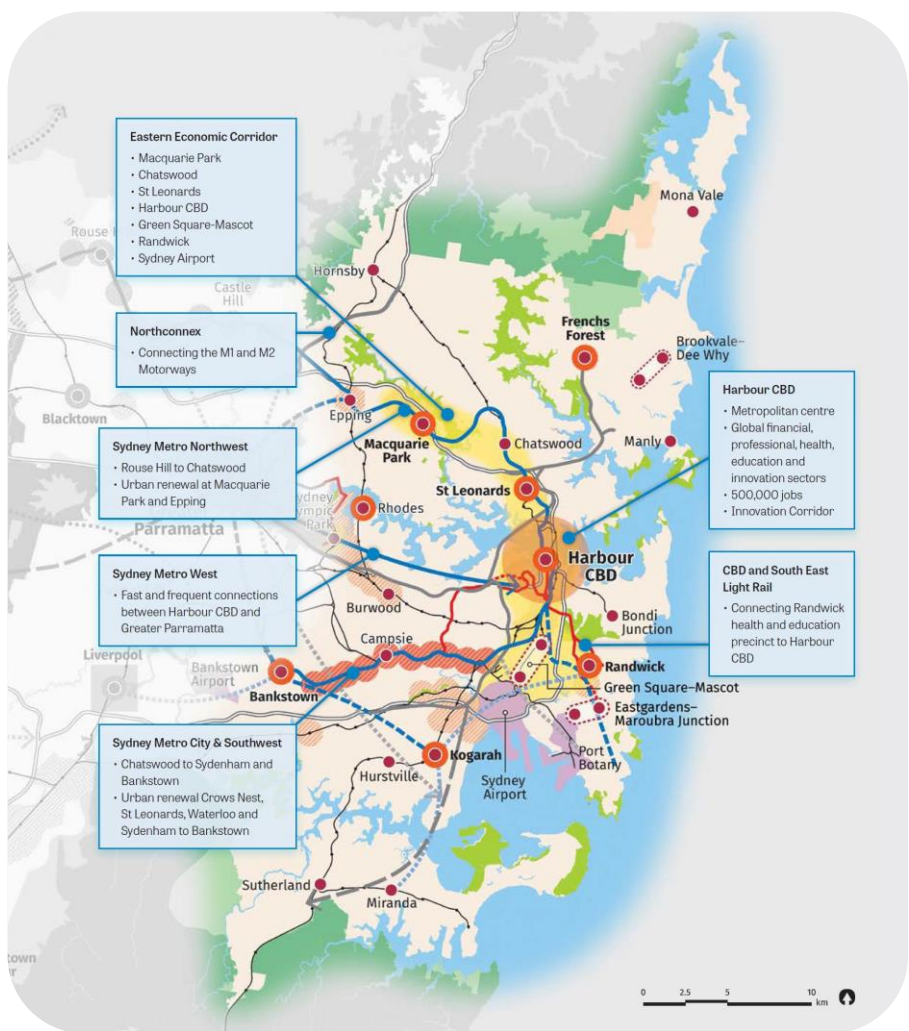 Eastern Economic Corridor
· Macquarie Park
· Chatswood
· St Leonards
· Harbour CBD
· Green Square-Mascot
· Randwick
· Sydney Airport
Mona Vale
Hornsby
Castle
Hill
Northconnex
· Connecting the M1 and M2
Motorways
Frenchs
Forest
Brookvale–
Dee Why
Blacktown
Epping
Macquarie
Park
Chatswood
Manly
Harbour CBD
· Metropolitan centre
· Global financial,
professional, health,
education and
innovation sectors
· 500,000 jobs
· Innovation Corridor
Sydney Metro Northwest
· Rouse Hill to Chatswood
· Urban renewal at Macquarie
Park and Epping
St Leonards
Rhodes
Parramatta
Harbour
CBD
Sydney Metro West
· Fast and frequent connections
between Harbour CBD and
Greater Parramatta
Burwood
Bondi
Junction
CBD and South East
Light Rail
· Connecting Randwick
health and education
precinct to Harbour
CBD
Campsie
Liverpool
Bankstown
Airport
Bankstown
Randwick
Green Square–Mascot
Eastgardens–
Maroubra Junction
Sydney Metro City & Southwest
· Chatswood to Sydenham and
Bankstown
· Urban renewal Crows Nest,
St Leonards, Waterloo and
Sydenham to Bankstown
Kogarah
Hurstville
Sydney
Airport
Port
Botany
Sutherland
Miranda
0 2.5 5 10
km